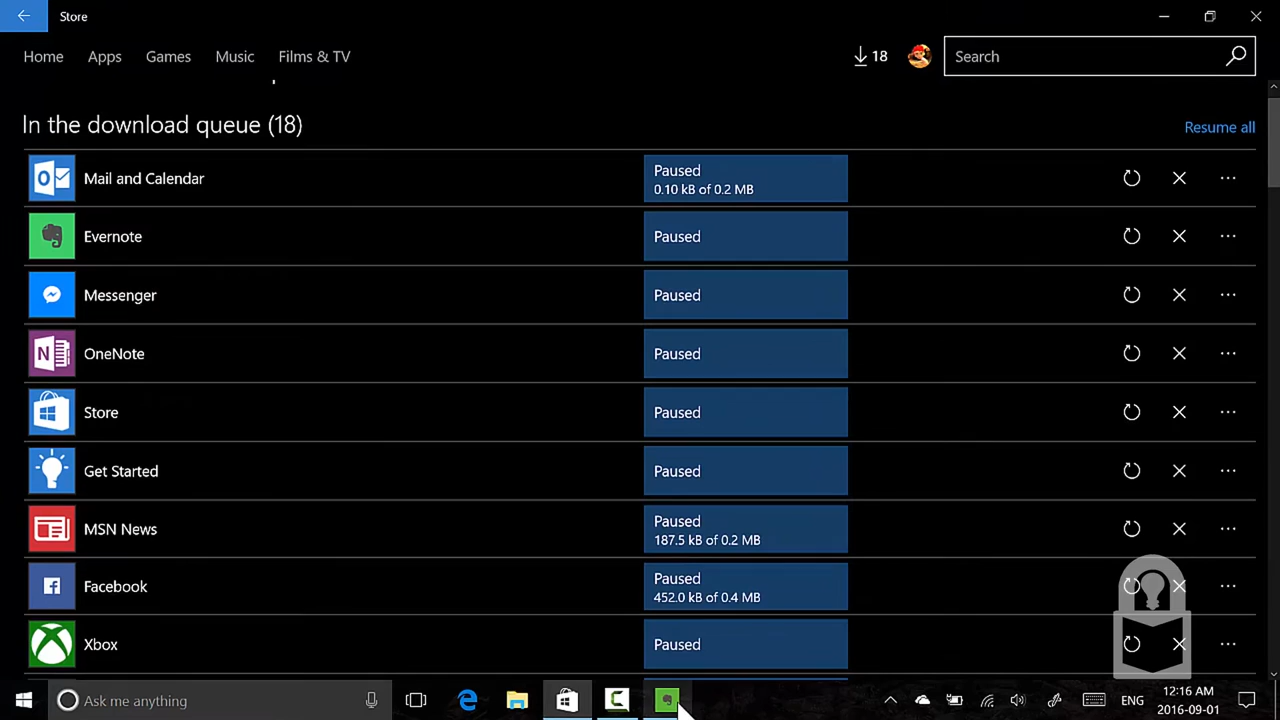 Store
Home Apps Games Music Films & TV 18 Search
In the download queue (18)
Resume all
Mail and Calendar
Paused
0.10 kB of 0.2 MB
Evernote
Paused
Messenger
Paused
OneNote
Paused
Store
Paused
Get Started
Paused
MSN News
Paused
187.5 kB of 0.2 MB
Facebook
Paused
452.0 kB of 0.4 MB
Xbox
Paused
Ask me anything
ENG
12:16 AM
2016-09-01